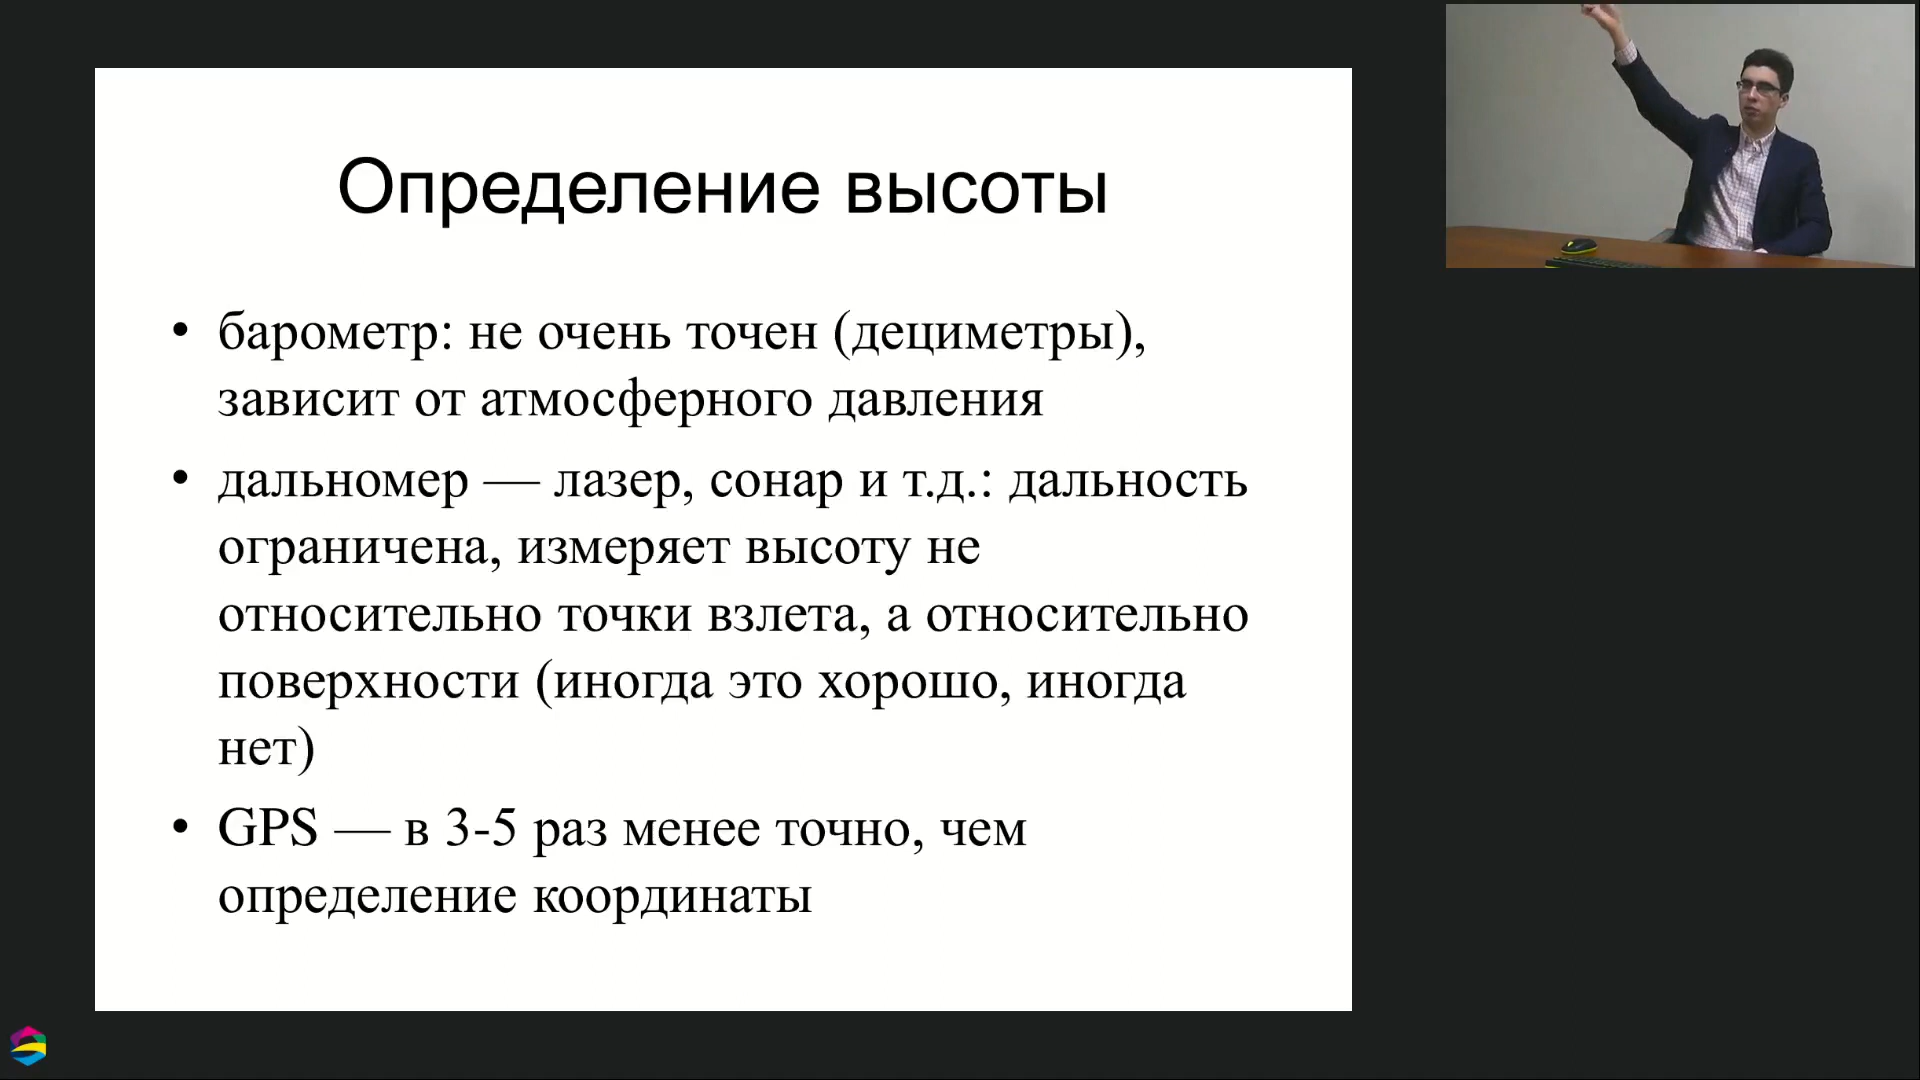 Определение высоты
• барометр: не очень точен (дециметры),
зависит от атмосферного давления
• дальномер — лазер, сонар и т.д.: дальность
ограничена, измеряет высоту не
относительно точки взлета, а относительно
поверхности (иногда это хорошо, иногда
нет)
• GPS — в 3-5 раз менее точно, чем
определение координаты